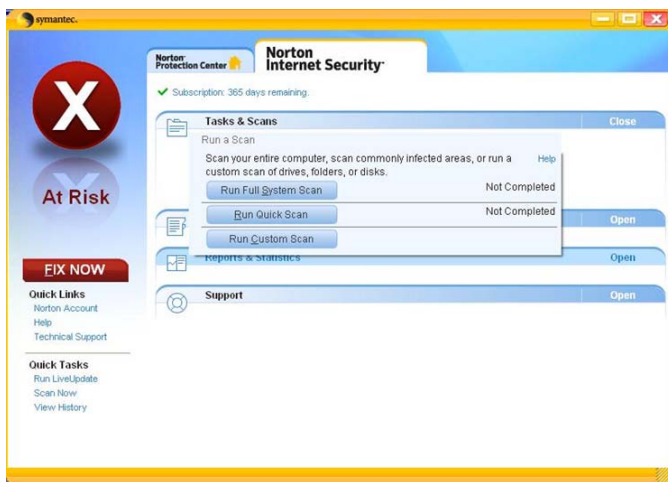 symantec.
Norton
Protection Center
Norton
Internet Security
Subscription: 365 days remaining.
X
At Risk
FIX NOW
Quick Links
Norton Account
Help
Technical Support
Quick Tasks
Run LiveUpdate
Scan Now
View History
Tasks & Scans Close
Run a Scan
Scan your entire computer, scan commonly infected areas, or run a Help
custom scan of drives, folders, or disks.
Run Full System Scan Not Completed
Run Quick Scan Not Completed
Run Custom Scan
Open
Reports & Statistics Open
Support Open